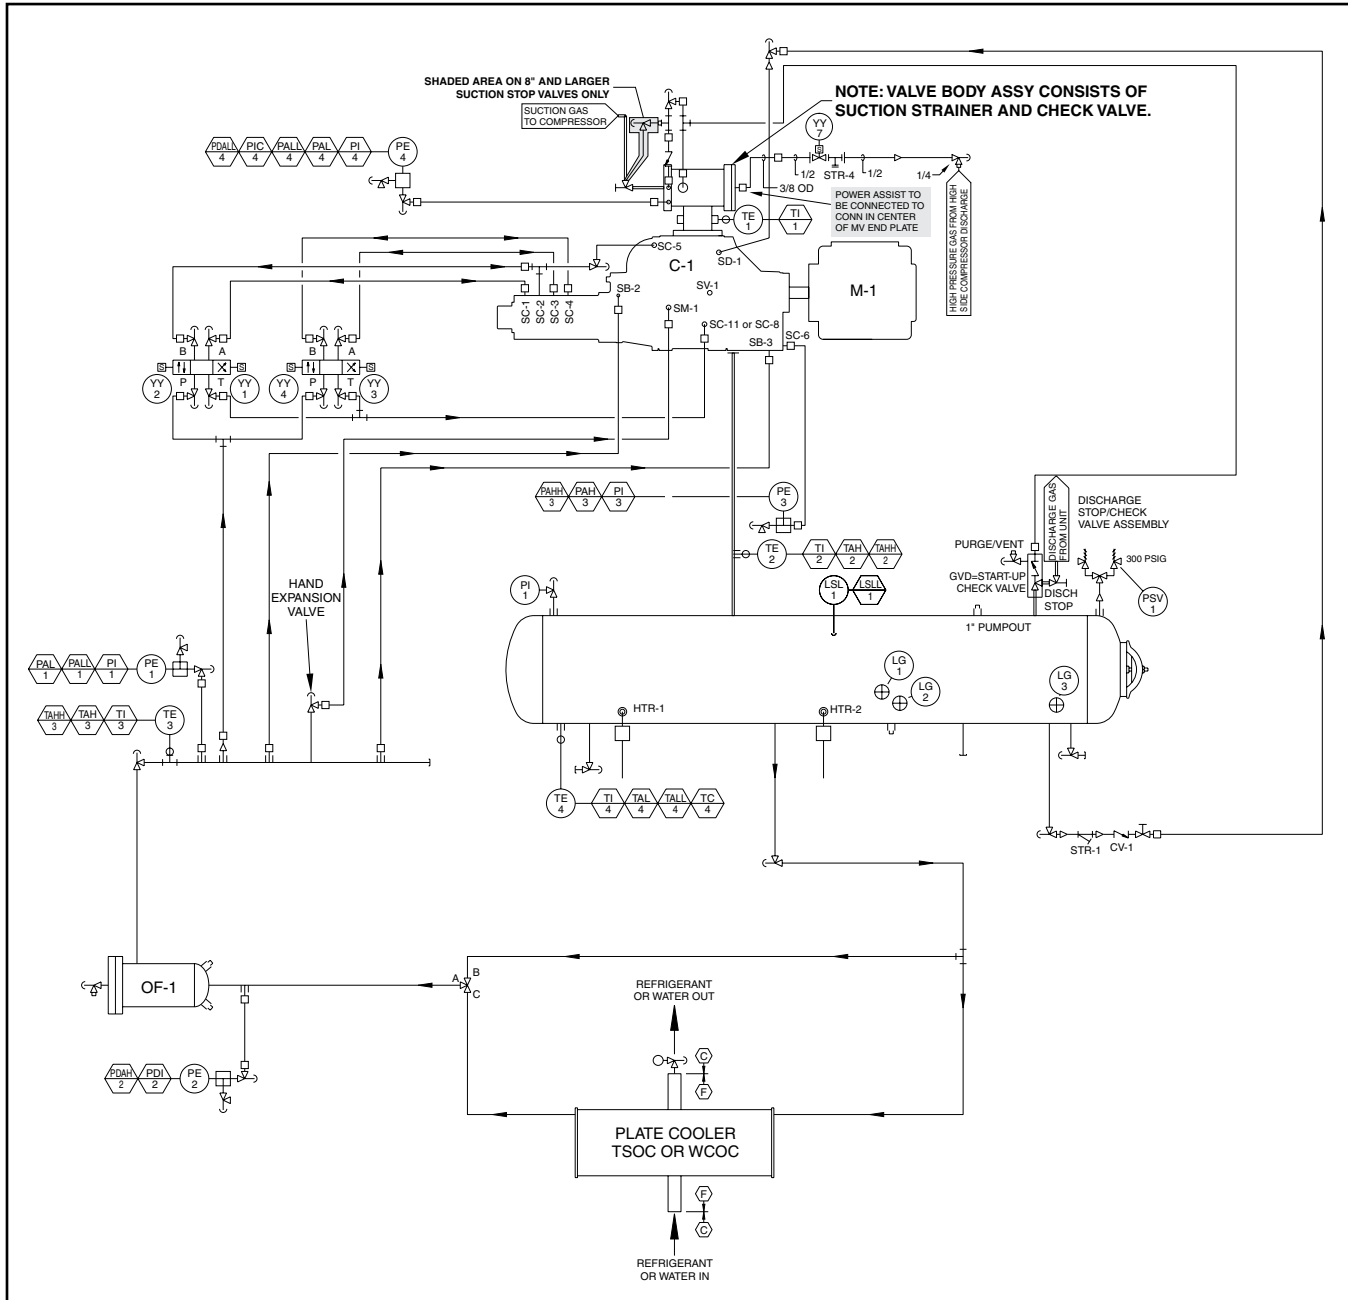 SHADED AREA ON 8" AND LARGER
SUCTION STOP VALVES ONLY
NOTE: VALVE BODY ASSY CONSISTS OF
SUCTION STRAINER AND CHECK VALVE.
SUCTION GAS
TO COMPRESSOR
YY
7
S
PDALL
4
PIC
4
PALL
4
PAL
4
PI
4
PE
4
1/2
STR-4
1/2
1/4
3/8 OD
POWER ASSIST TO
BE CONNECTED TO
CONN IN CENTER
OF MV END PLATE
HIGH PRESSURE GAS FROM HIGH
SIDE COMPRESSOR DISCHARGE
TE
1
TI
1
SC-5
SD-1
C-1
SV-1
M-1
SB-2
SM-1
SC-1
SC-2
SC-3
SC-4
SC-11 or SC-8
SC-6
SB-3
B
A
B
A
S
S
S
S
P
T
P
T
YY
2
YY
1
YY
4
YY
3
PAHH
3
PAH
3
PI
3
PE
3
DISCHARGE GAS
FROM UNIT
DISCHARGE
STOP/CHECK
VALVE ASSEMBLY
PURGE/VENT
300 PSIG
TE
2
TI
2
TAH
2
TAHH
2
GVD=START-UP
CHECK VALVE
DISCH
STOP
PSV
1
HAND
EXPANSION
VALVE
PI
1
LSL
1
LSLL
1
1" PUMPOUT
PAL
1
PALL
1
PI
1
PE
1
LG
1
LG
2
LG
3
TAHH
3
TAH
3
TI
3
TE
3
HTR-1
HTR-2
TE
4
TI
4
TAL
4
TALL
4
TC
4
STR-1
CV-1
OF-1
A
B
C
REFRIGERANT
OR WATER OUT
C
F
PDAH
2
PDI
2
PE
2
PLATE COOLER
TSOC OR WCOC
F
C
REFRIGERANT
OR WATER IN